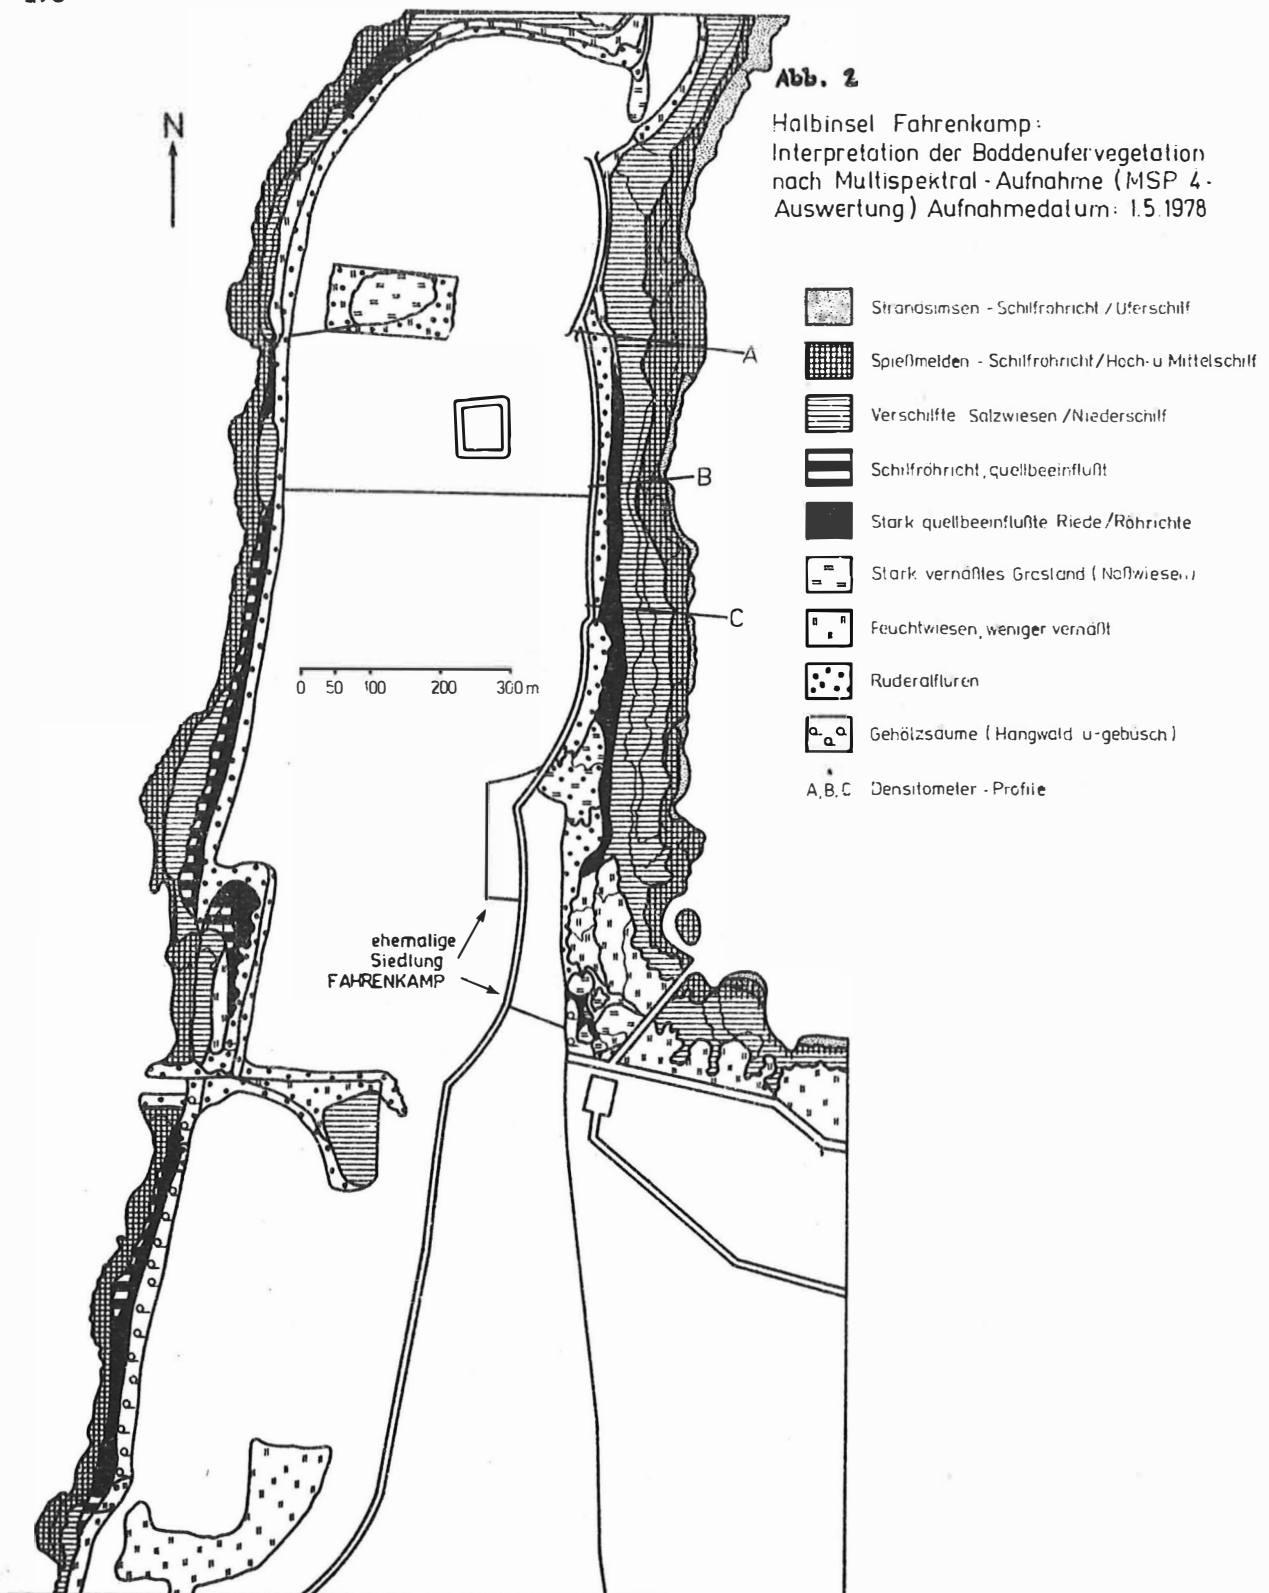 Abb. 2
Halbinsel Fahrenkamp:
Interpretation der Boddenufervegetation
nach Multispektral - Aufnahme (MSP 4-
Auswertung) Aufnahmedatum: 1.5.1978
N
Strandsimsen - Schilfrohricht / Uferschilf
Spießmelden - Schilfrohricht/Hoch- u Mittelschilf
Verschilfte Salzwiesen / Niederschilf
Schilfröhricht, quellbeeinflußt
Stark quellbeeinflußte Riede/Röhrichte
Stark vernäßtes Grasland ( Naßwiesen)
Feuchtwiesen, weniger vernäßt
Ruderalfluren
Gehölzsäume ( Hangwald u-gebüsch )
A, B, C Densitometer - Profile
A
B
C
0 50 100 200 300 m
ehemalige
Siedlung
FAHRENKAMP